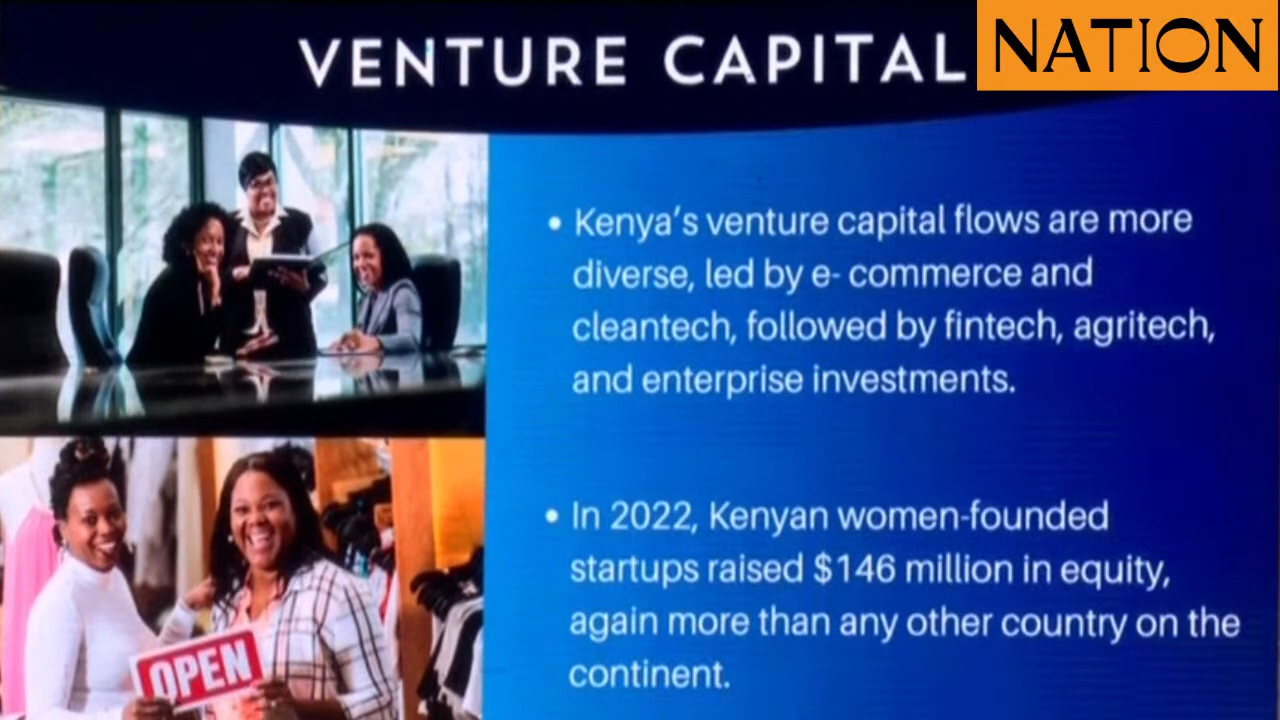 VENTURE CAPITAL
NATION
• Kenya's venture capital flows are more
diverse, led by e- commerce and
cleantech, followed by fintech, agritech,
and enterprise investments.
• In 2022, Kenyan women-founded
startups raised $146 million in equity,
again more than any other country on the
continent.
OPEN